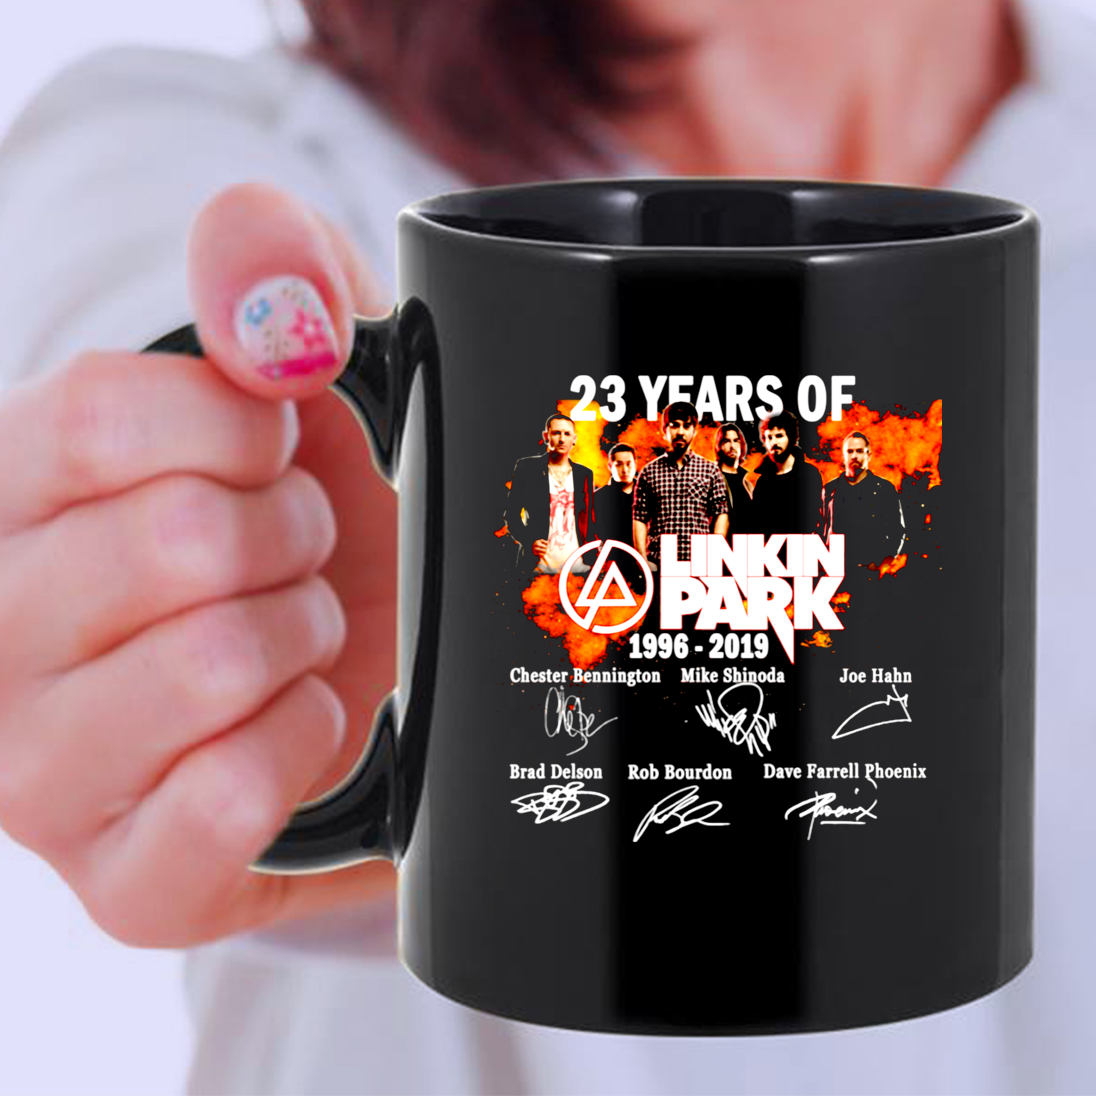 23 YEARS OF
LINKIN
PARK
1996 - 2019
Chester Bennington Mike Shinoda Joe Hahn
Brad Delson Rob Bourdon Dave Farrell Phoenix